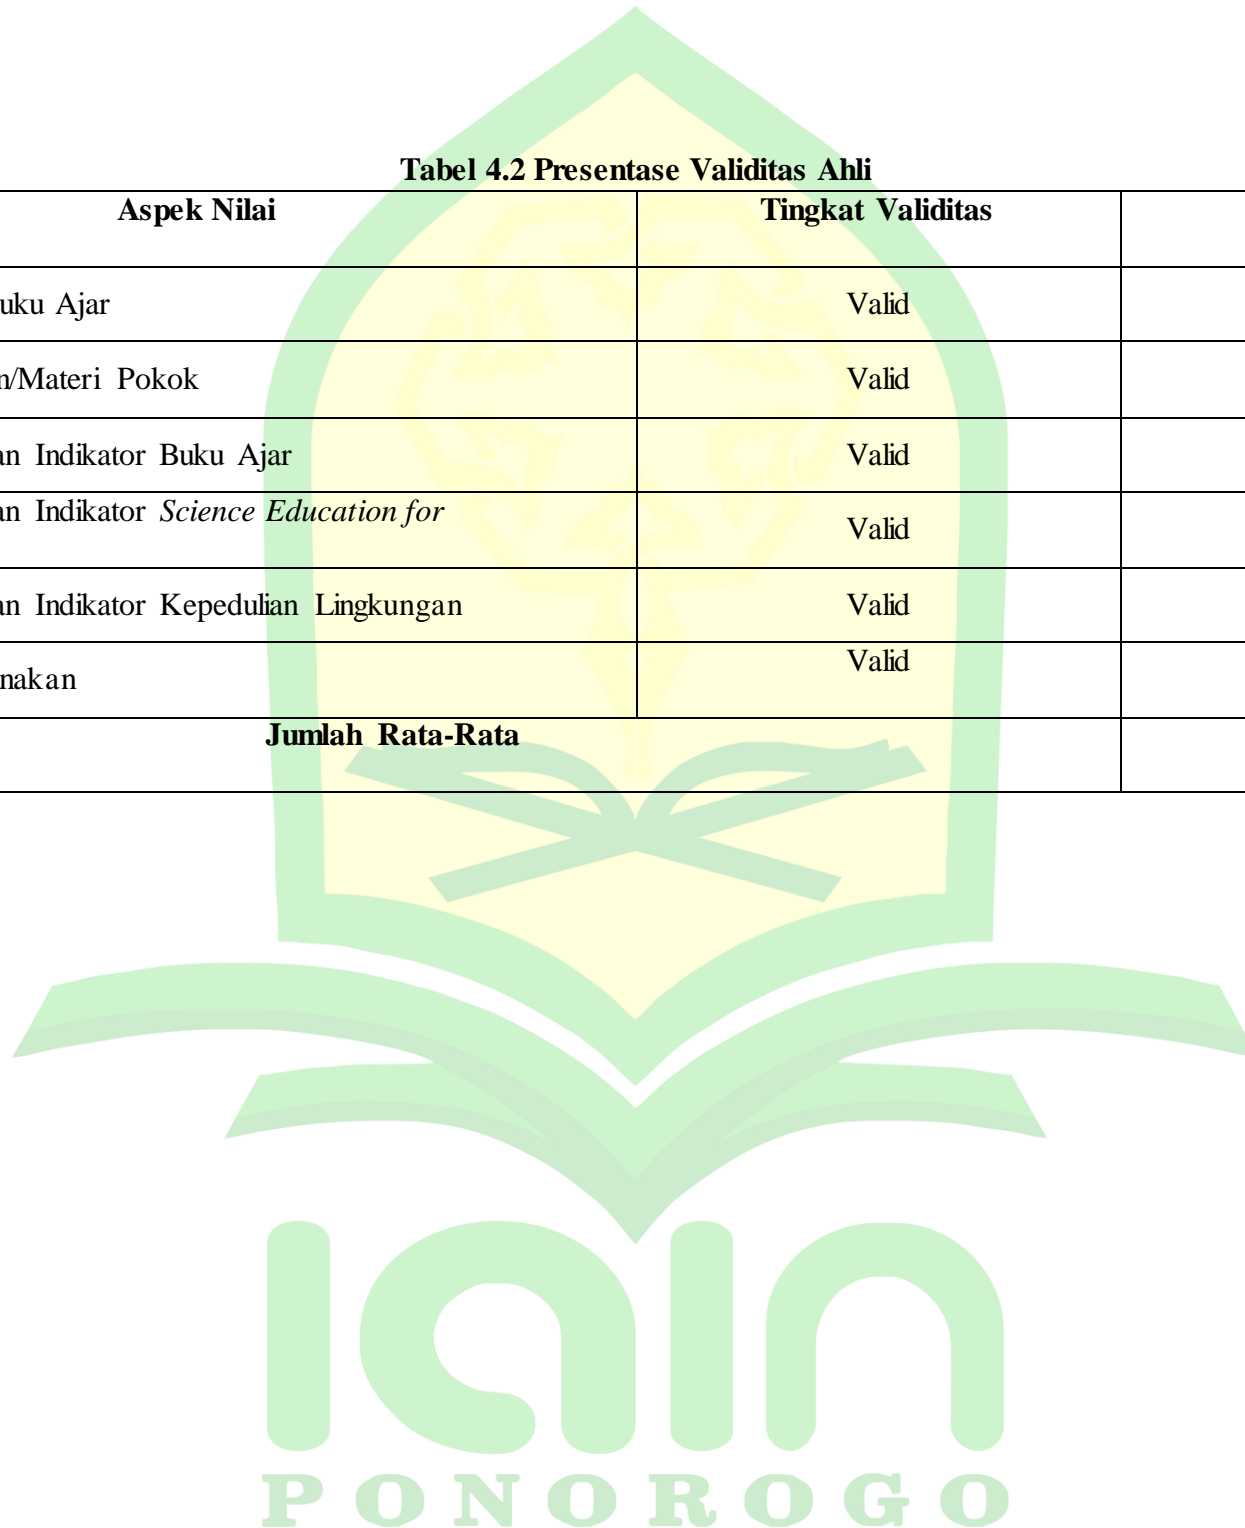 Tabel 4.2 Presentase Validitas Ahli
Aspek Nilai Tingkat Validitas
uku Ajar Valid
n/Materi Pokok Valid
an Indikator Buku Ajar Valid
an Indikator Science Education for Valid
an Indikator Kepedulian Lingkungan Valid
nakan Valid
Jumlah Rata-Rata
iain
PONOROGO